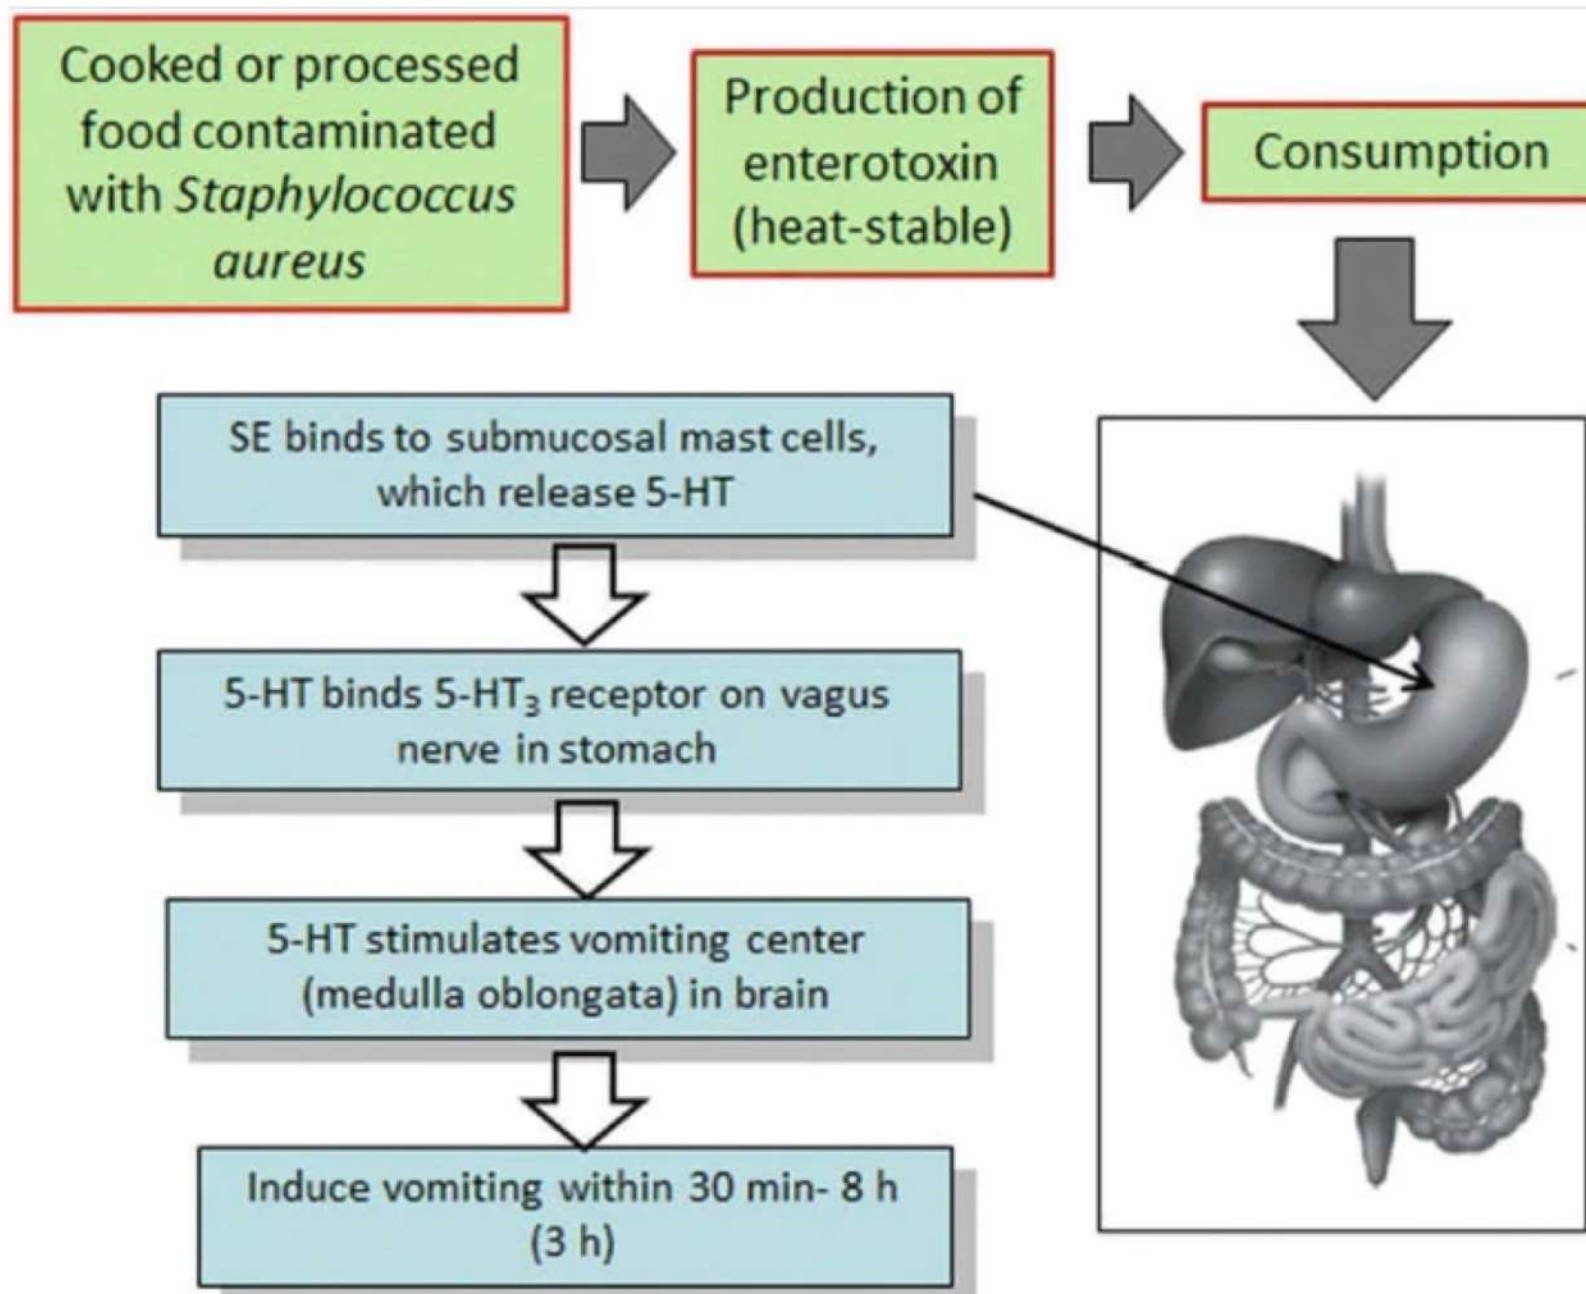 Cooked or processed
food contaminated
with Staphylococcus
aureus
Production of
enterotoxin
(heat-stable)
Consumption
SE binds to submucosal mast cells,
which release 5-HT
5-HT binds 5-HT₃ receptor on vagus
nerve in stomach
5-HT stimulates vomiting center
(medulla oblongata) in brain
Induce vomiting within 30 min- 8 h
(3 h)